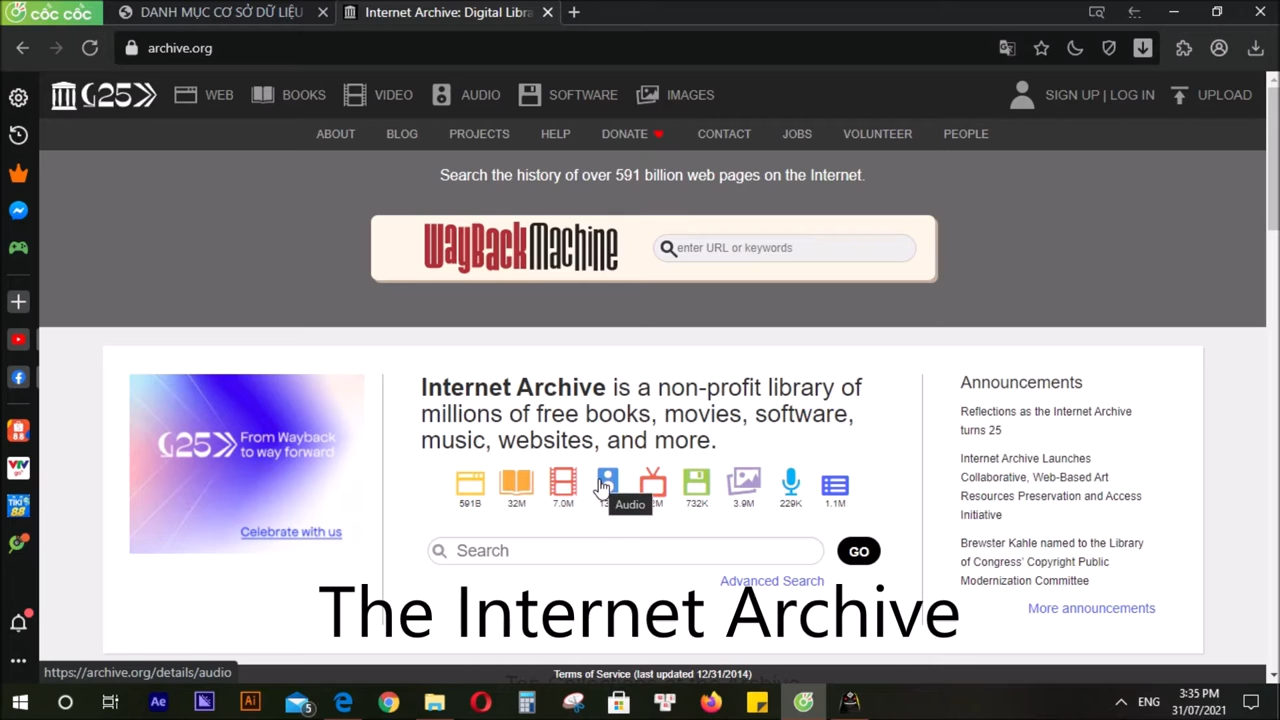 cốc cốc
DANH MỤC CƠ SỞ DỮ LIỆU
Internet Archive: Digital Libra
archive.org
25
WEB
BOOKS
VIDEO
AUDIO
SOFTWARE
IMAGES
SIGN UP | LOG IN
UPLOAD
ABOUT
BLOG
PROJECTS
HELP
DONATE
CONTACT
JOBS
VOLUNTEER
PEOPLE
Search the history of over 591 billion web pages on the Internet.
WayBackMachine
enter URL or keywords
25
From Wayback
to way forward
Celebrate with us
Internet Archive is a non-profit library of
millions of free books, movies, software,
music, websites, and more.
591B
32M
7.0M
732K
3.9M
229K
1.1M
Audio
Search
GO
Advanced Search
Announcements
Reflections as the Internet Archive
turns 25
Internet Archive Launches
Collaborative, Web-Based Art
Resources Preservation and Access
Initiative
Brewster Kahle named to the Library
of Congress' Copyright Public
Modernization Committee
More announcements
The Internet Archive
https://archive.org/details/audio
Terms of Service (last updated 12/31/2014)
Ae
Ai
5
ENG
3:35 PM
31/07/2021